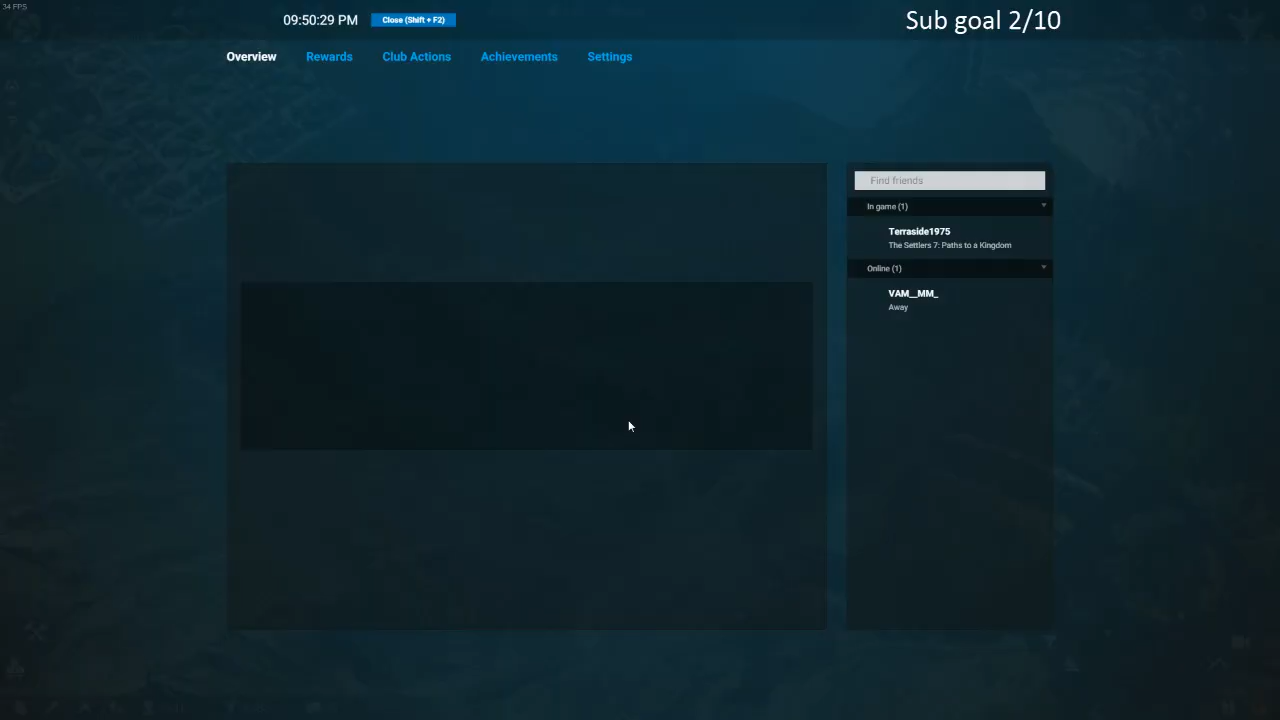 34 FPS
09:50:29 PM
Close (Shift + F2)
Sub goal 2/10
Overview
Rewards
Club Actions
Achievements
Settings
Find friends
In game (1)
Terraside1975
The Settlers 7: Paths to a Kingdom
Online (1)
VAM__MM_
Away